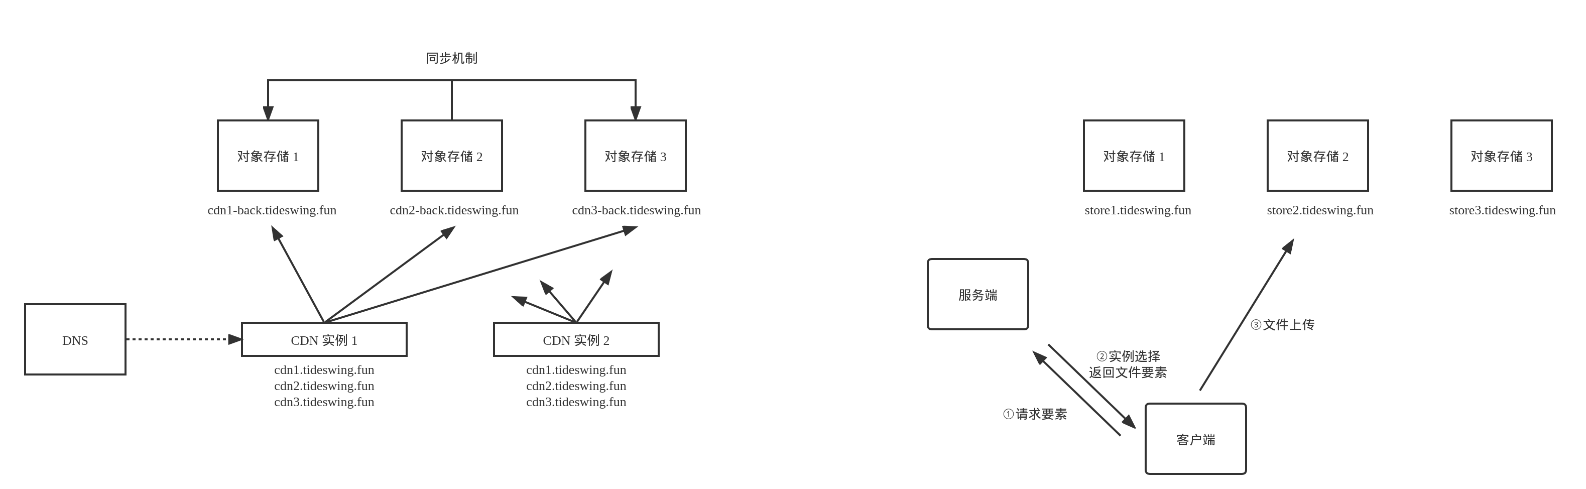 同步机制
对象存储 1
对象存储 2
对象存储 3
cdn1-back.tideswing.fun
cdn2-back.tideswing.fun
cdn3-back.tideswing.fun
DNS
CDN 实例 1
cdn1.tideswing.fun
cdn2.tideswing.fun
cdn3.tideswing.fun
CDN 实例 2
cdn1.tideswing.fun
cdn2.tideswing.fun
cdn3.tideswing.fun
对象存储 1
对象存储 2
对象存储 3
store1.tideswing.fun
store2.tideswing.fun
store3.tideswing.fun
服务端
③文件上传
②实例选择
返回文件要素
①请求要素
客户端